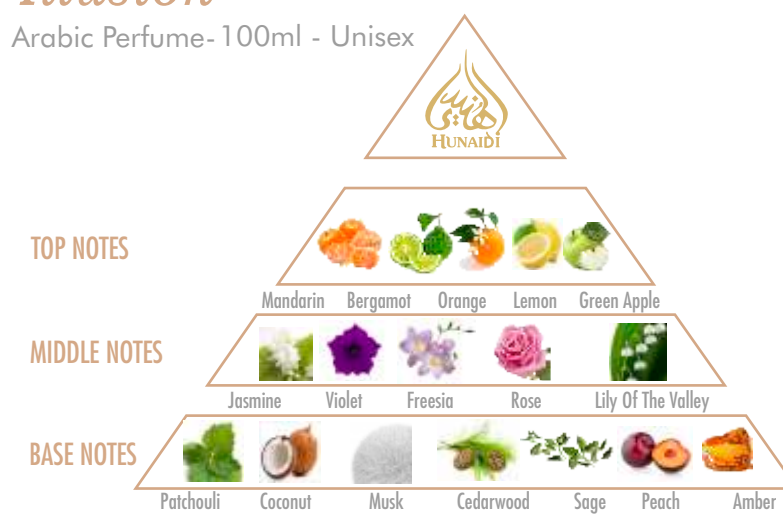 Arabic Perfume-100ml - Unisex
HUNAIDI
TOP NOTES
Mandarin Bergamot Orange Lemon Green Apple
MIDDLE NOTES
Jasmine Violet Freesia Rose Lily Of The Valley
BASE NOTES
Patchouli Coconut Musk Cedarwood Sage Peach Amber